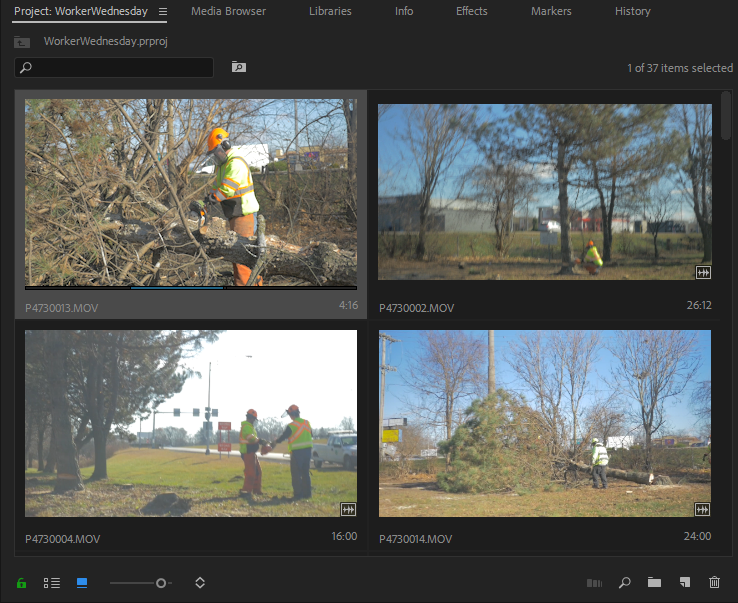 Project: WorkerWednesday
Media Browser
Libraries
Info
Effects
Markers
History
WorkerWednesday.prproj
1 of 37 items selected
P4730013.MOV
4:16
P4730002.MOV
26:12
P4730004.MOV
16:00
P4730014.MOV
24:00